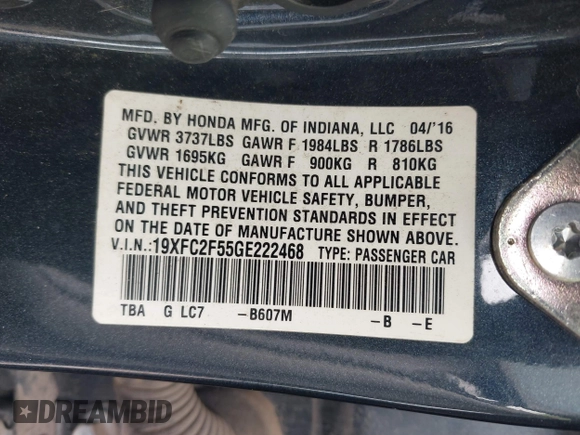 MFD. BY HONDA MFG. OF INDIANA, LLC 04/'16
GVWR 3737LBS GAWR F 1984LBS R 1786LBS
GVWR 1695KG GAWR F 900KG R 810KG
THIS VEHICLE CONFORMS TO ALL APPLICABLE
FEDERAL MOTOR VEHICLE SAFETY, BUMPER,
AND THEFT PREVENTION STANDARDS IN EFFECT
ON THE DATE OF MANUFACTURE SHOWN ABOVE.
V.I.N.:19XFC2F55GE222468 TYPE: PASSENGER CAR
TBA G LC7 -B607M -B -E
DREAMBID